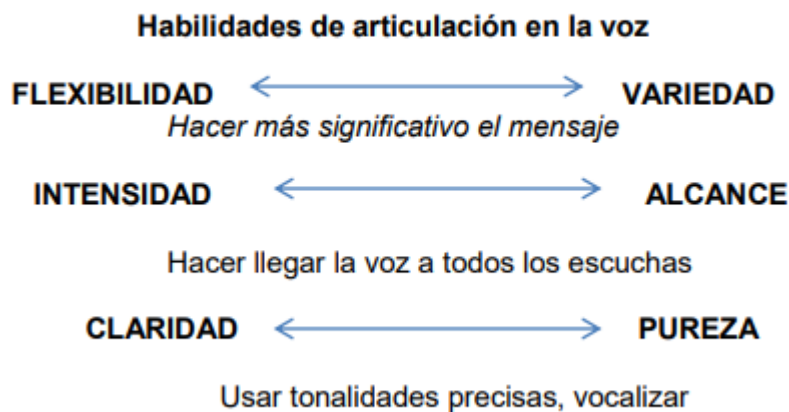 Habilidades de articulación en la voz
FLEXIBILIDAD VARIEDAD
Hacer más significativo el mensaje
INTENSIDAD ALCANCE
Hacer llegar la voz a todos los escuchas
CLARIDAD PUREZA
Usar tonalidades precisas, vocalizar